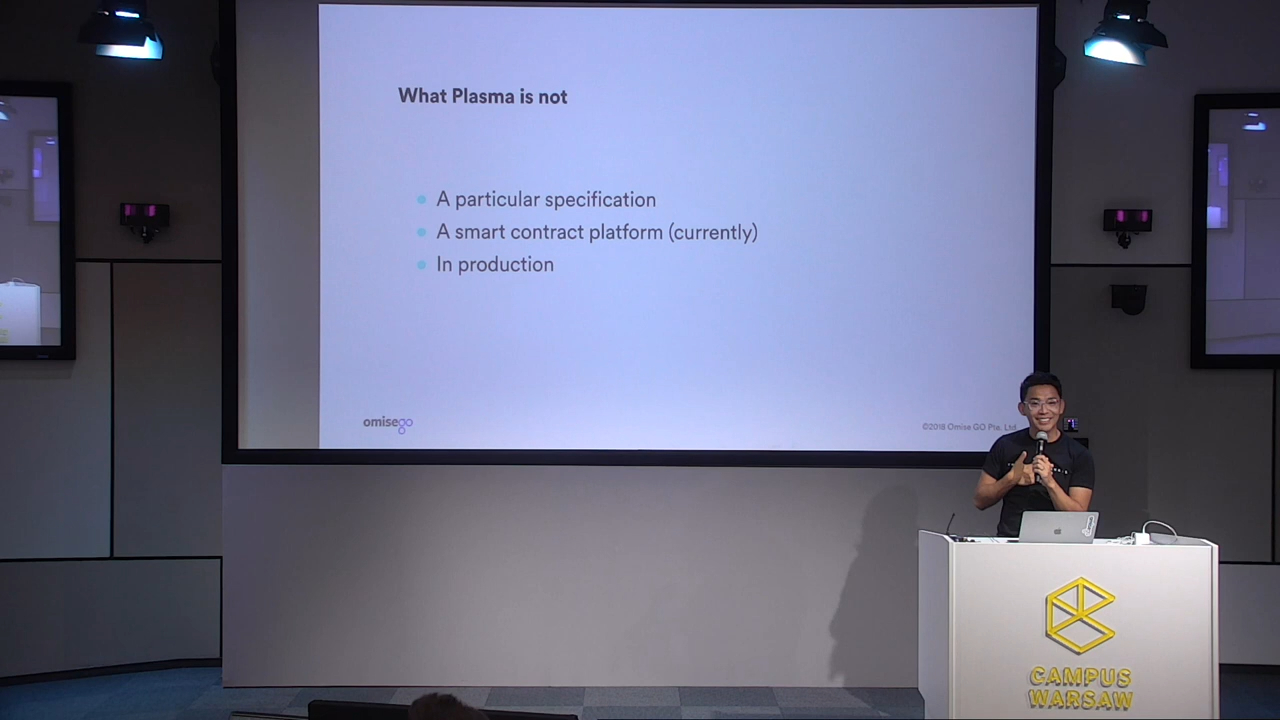 What Plasma is not
A particular specification
A smart contract platform (currently)
In production
omisego
©2018 Omise GO Pte. Ltd
CAMPUS
WARSAW